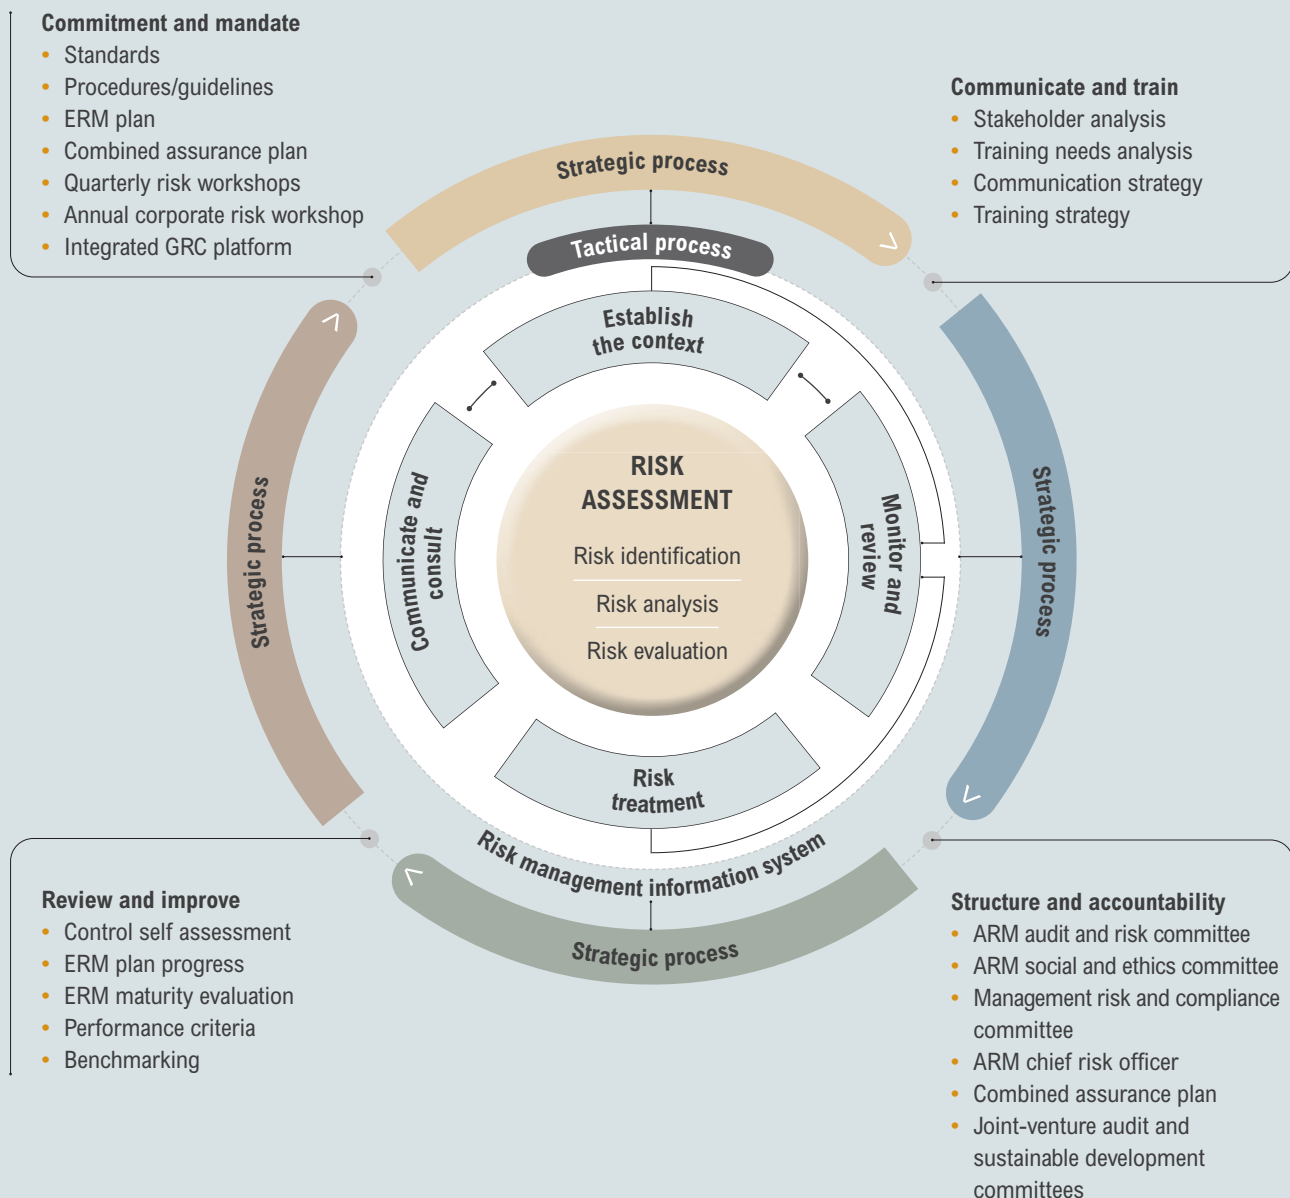 Commitment and mandate
• Standards
• Procedures/guidelines
• ERM plan
• Combined assurance plan
• Quarterly risk workshops
• Annual corporate risk workshop
• Integrated GRC platform
Communicate and train
• Stakeholder analysis
• Training needs analysis
• Communication strategy
• Training strategy
Strategic process
Tactical process
Establish
the context
Communicate and
consult
RISK
ASSESSMENT
Risk identification
Risk analysis
Risk evaluation
Monitor and
review
Risk
treatment
Risk management information system
Strategic process
Strategic process
Strategic process
Review and improve
• Control self assessment
• ERM plan progress
• ERM maturity evaluation
• Performance criteria
• Benchmarking
Structure and accountability
• ARM audit and risk committee
• ARM social and ethics committee
• Management risk and compliance
committee
• ARM chief risk officer
• Combined assurance plan
• Joint-venture audit and
sustainable development
committees